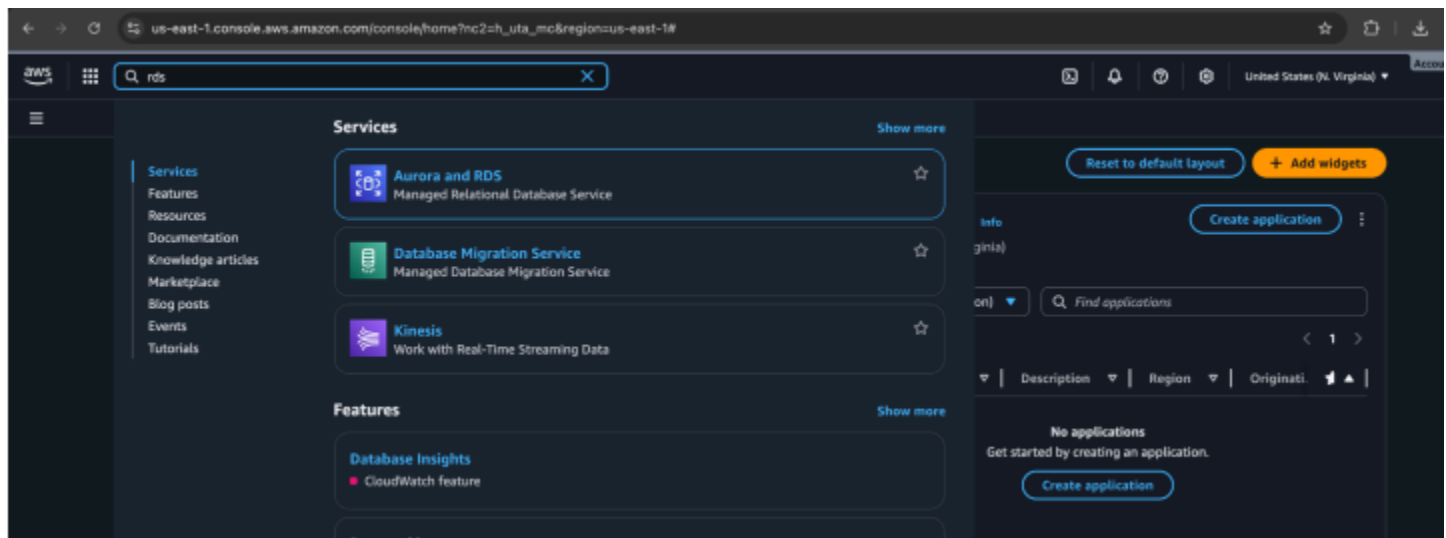 us-east-1.console.aws.amazon.com/console/home?nc2=h_uta_mc&region=us-east-1#
aws
rds
United States (N. Virginia)
Accou
Services
Show more
Services
Features
Resources
Documentation
Knowledge articles
Marketplace
Blog posts
Events
Tutorials
Aurora and RDS
Managed Relational Database Service
Database Migration Service
Managed Database Migration Service
Kinesis
Work with Real-Time Streaming Data
Features
Show more
Database Insights
CloudWatch feature
Reset to default layout
+ Add widgets
Info
Create application
ginia)
on)
Find applications
1
Description
Region
Originati.
No applications
Get started by creating an application.
Create application